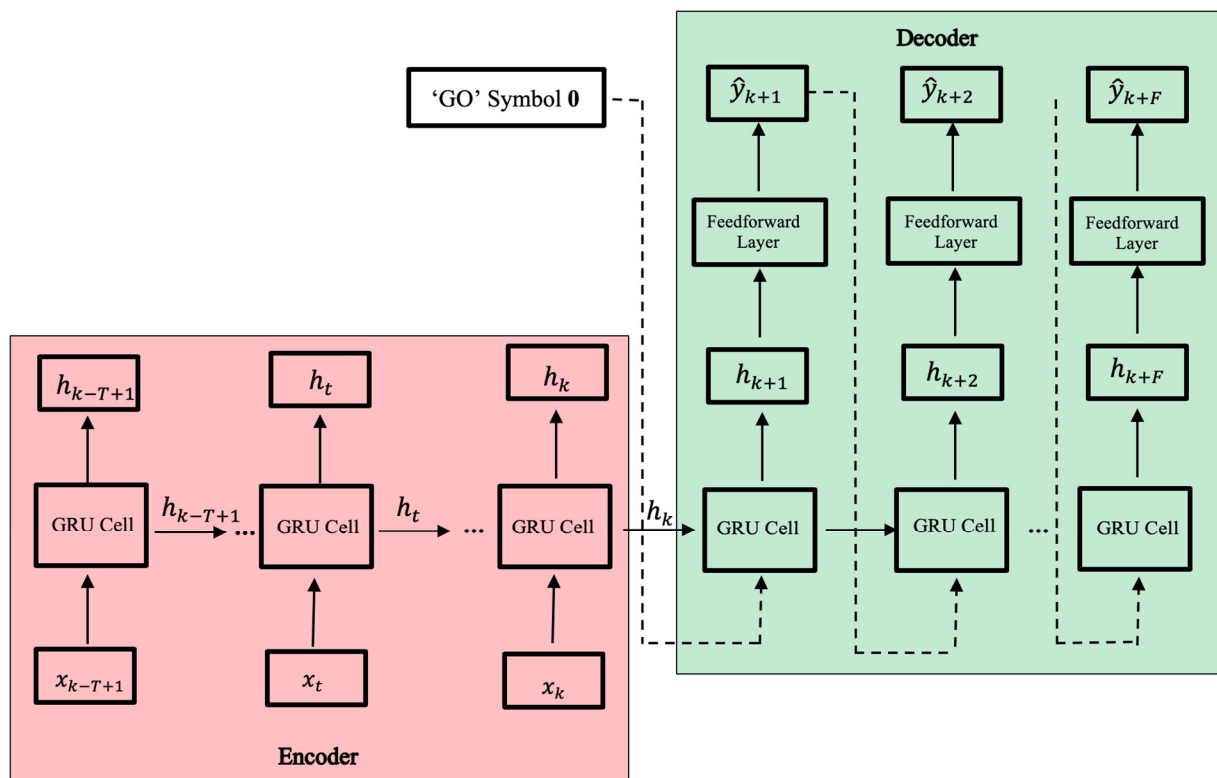 Decoder
'GO' Symbol 0
ŷₖ₊₁
ŷₖ₊₂
ŷ_{k+F}
Feedforward
Layer
Feedforward
Layer
Feedforward
Layer
h_{k-T+1}
h_t
h_k
h_{k+1}
h_{k+2}
h_{k+F}
GRU Cell
h_{k-T+1}
...
GRU Cell
h_t
...
GRU Cell
h_k
GRU Cell
GRU Cell
...
GRU Cell
x_{k-T+1}
x_t
x_k
Encoder